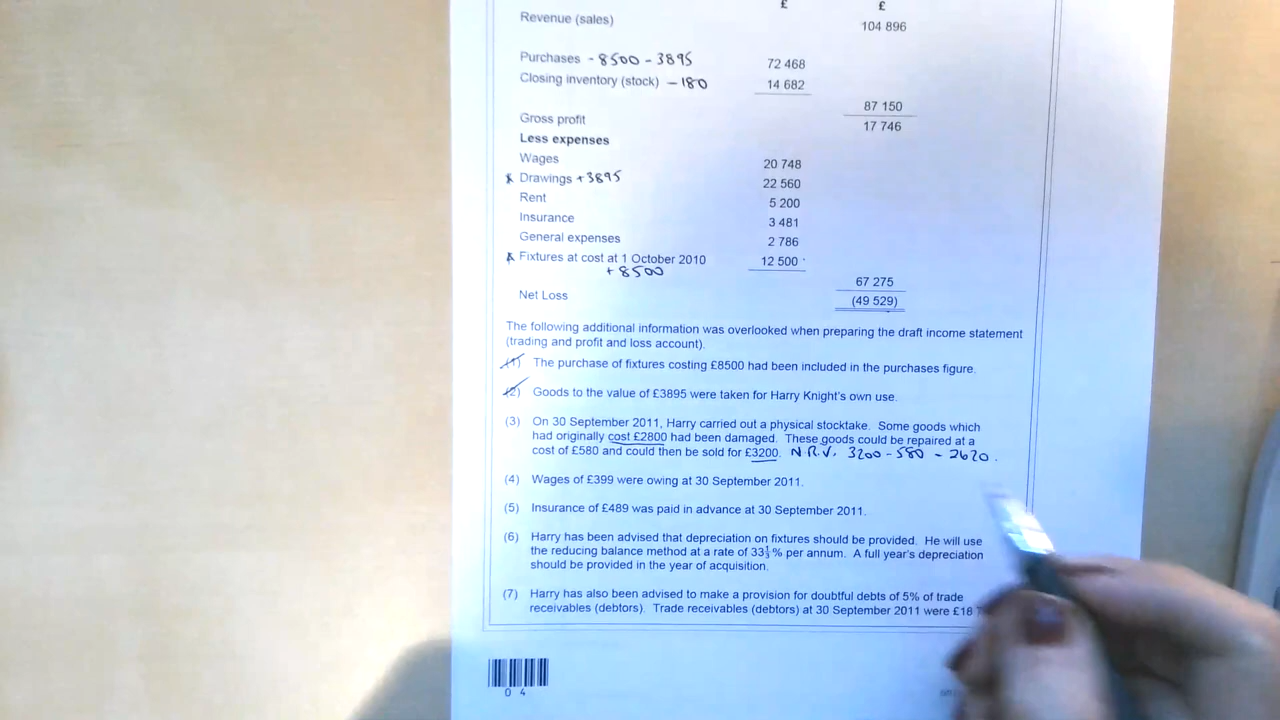 £ £
Revenue (sales) 104 896
Purchases - 8500 - 3895 72 468
Closing inventory (stock) - 180 14 682
87 150
Gross profit 17 746
Less expenses
Wages 20 748
* Drawings + 3895 22 560
Rent 5 200
Insurance 3 481
General expenses 2 786
* Fixtures at cost at 1 October 2010 12 500
+ 8500
67 275
Net Loss (49 529)
The following additional information was overlooked when preparing the draft income statement
(trading and profit and loss account).
(1) The purchase of fixtures costing £8500 had been included in the purchases figure.
(2) Goods to the value of £3895 were taken for Harry Knight's own use.
(3) On 30 September 2011, Harry carried out a physical stocktake. Some goods which
had originally cost £2800 had been damaged. These goods could be repaired at a
cost of £580 and could then be sold for £3200. N.R.V. 3200 - 580 - 2620.
(4) Wages of £399 were owing at 30 September 2011.
(5) Insurance of £489 was paid in advance at 30 September 2011.
(6) Harry has been advised that depreciation on fixtures should be provided. He will use
the reducing balance method at a rate of 33⅓% per annum. A full year's depreciation
should be provided in the year of acquisition.
(7) Harry has also been advised to make a provision for doubtful debts of 5% of trade
receivables (debtors). Trade receivables (debtors) at 30 September 2011 were £18
0 4